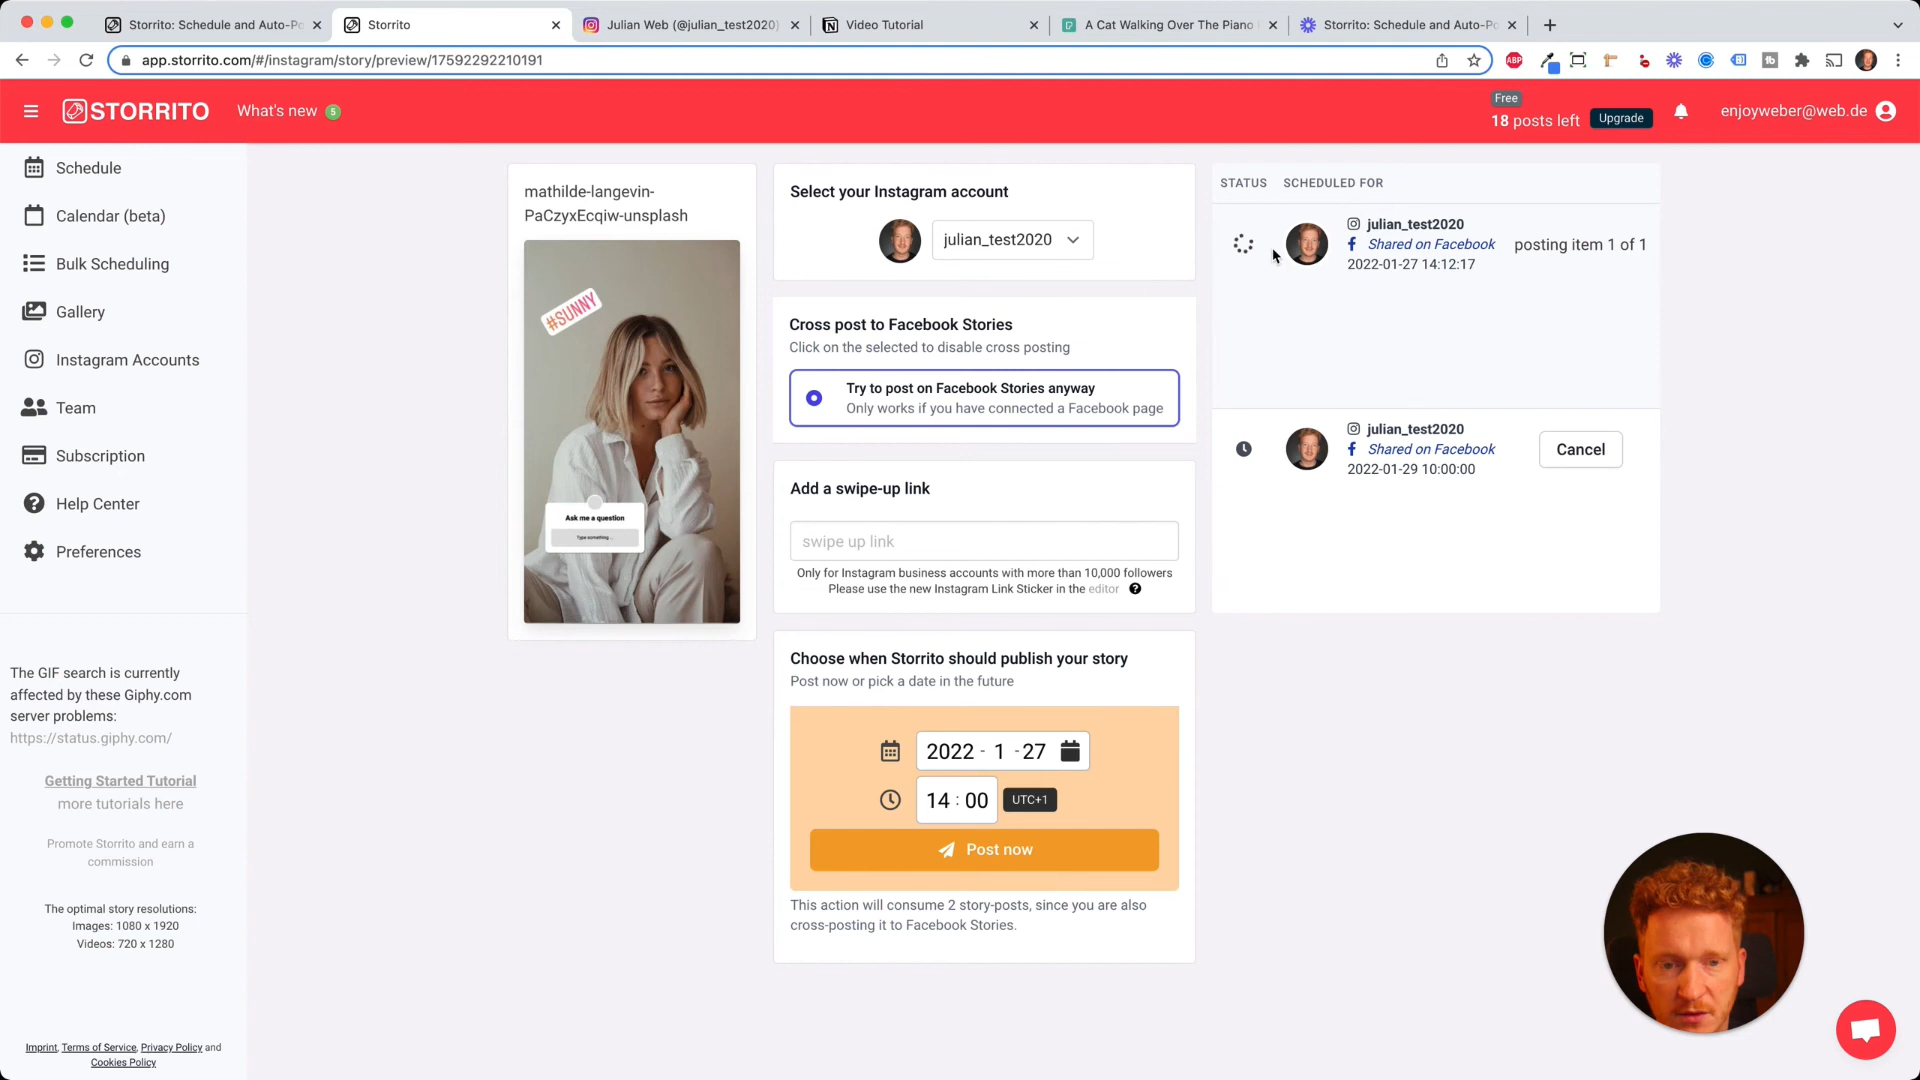 Storrito: Schedule and Auto-Po
Storrito
Julian Web (@julian_test2020)
Video Tutorial
A Cat Walking Over The Piano
Storrito: Schedule and Auto-Po
app.storrito.com/#/instagram/story/preview/17592292210191
ABP
STORRITO
What's new 5
Free
18 posts left
Upgrade
enjoyweber@web.de
Schedule
Calendar (beta)
Bulk Scheduling
Gallery
Instagram Accounts
Team
Subscription
Help Center
Preferences
The GIF search is currently
affected by these Giphy.com
server problems:
https://status.giphy.com/
Getting Started Tutorial
more tutorials here
Promote Storrito and earn a
commission
The optimal story resolutions:
Images: 1080 x 1920
Videos: 720 x 1280
Imprint, Terms of Service, Privacy Policy and
Cookies Policy
mathilde-langevin-
PaCzyxEcqiw-unsplash
#SUNNY
Ask me a question
Type something ...
Select your Instagram account
julian_test2020
Cross post to Facebook Stories
Click on the selected to disable cross posting
Try to post on Facebook Stories anyway
Only works if you have connected a Facebook page
Add a swipe-up link
swipe up link
Only for Instagram business accounts with more than 10,000 followers
Please use the new Instagram Link Sticker in the editor
Choose when Storrito should publish your story
Post now or pick a date in the future
2022 - 1 - 27
14 : 00 UTC+1
Post now
This action will consume 2 story-posts, since you are also
cross-posting it to Facebook Stories.
STATUS SCHEDULED FOR
julian_test2020
Shared on Facebook
2022-01-27 14:12:17
posting item 1 of 1
julian_test2020
Shared on Facebook
2022-01-29 10:00:00
Cancel